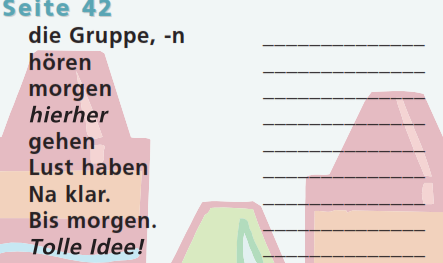 Seite 42
die Gruppe, -n
hören
morgen
hierher
gehen
Lust haben
Na klar.
Bis morgen.
Tolle Idee!